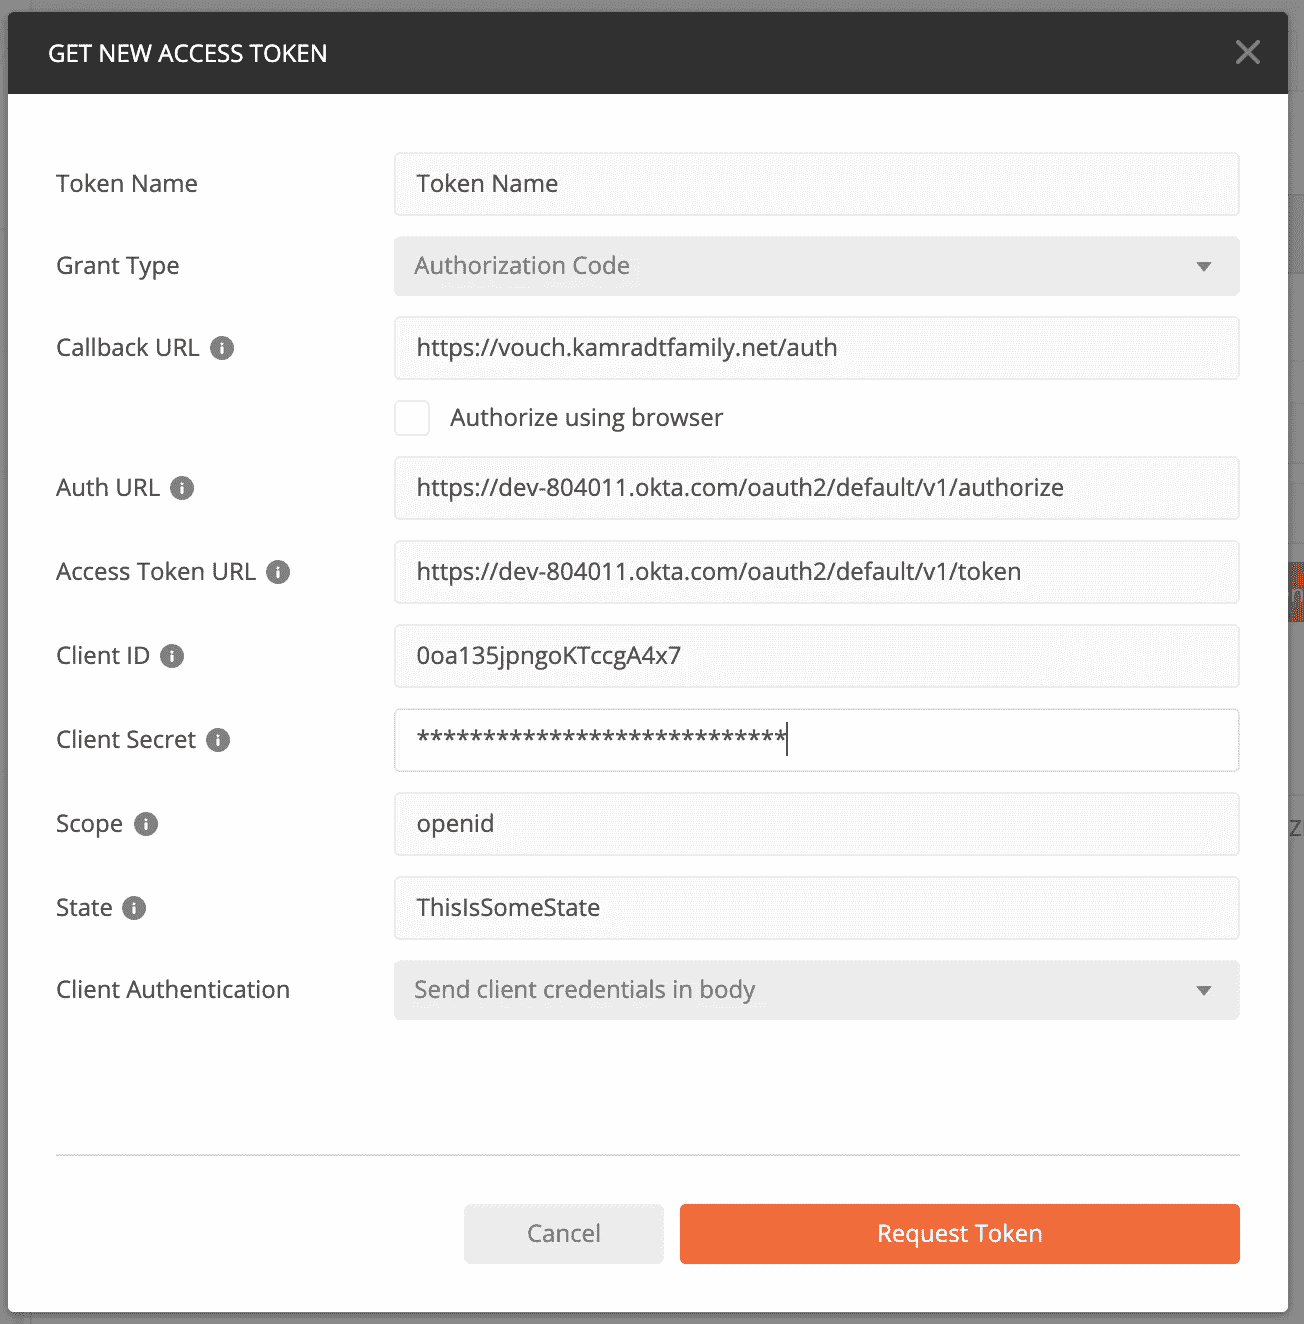 GET NEW ACCESS TOKEN
Token Name
Token Name
Grant Type
Authorization Code
Callback URL
https://vouch.kamradtfamily.net/auth
Authorize using browser
Auth URL
https://dev-804011.okta.com/oauth2/default/v1/authorize
Access Token URL
https://dev-804011.okta.com/oauth2/default/v1/token
Client ID
0oa135jpngoKTccgA4x7
Client Secret
****************************
Scope
openid
State
ThisIsSomeState
Client Authentication
Send client credentials in body
Cancel
Request Token